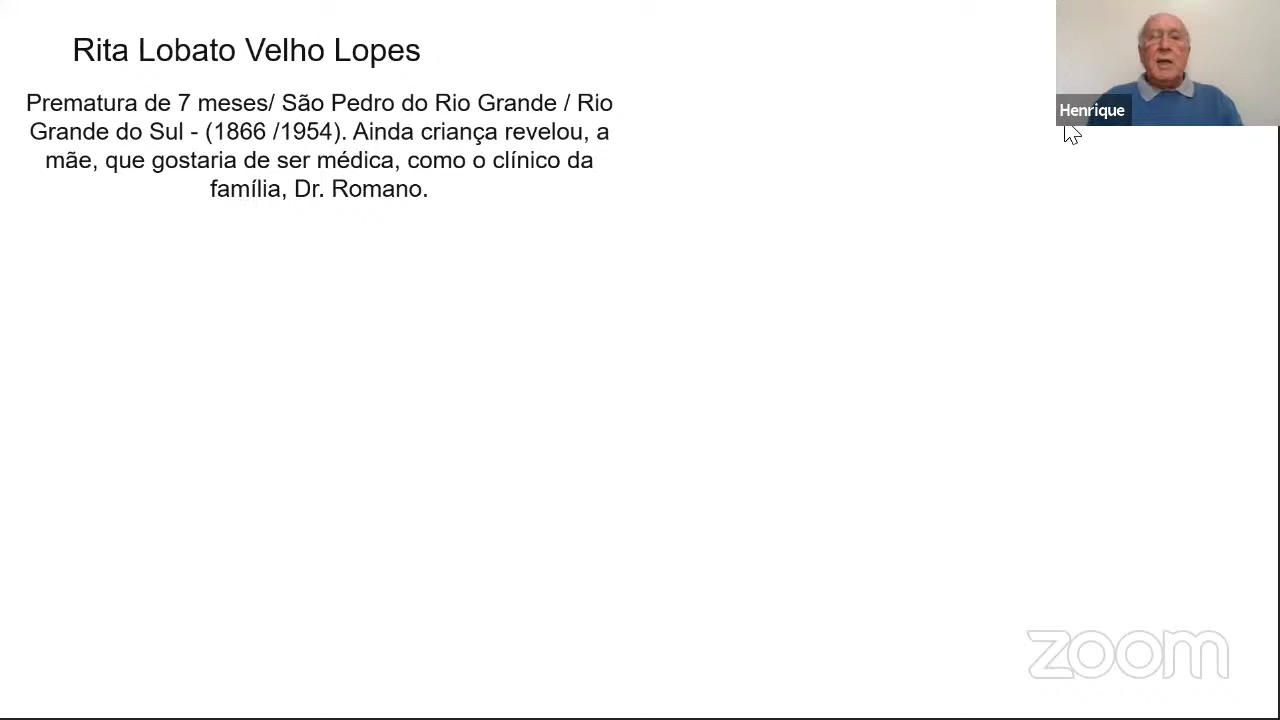 Rita Lobato Velho Lopes
Prematura de 7 meses/ São Pedro do Rio Grande / Rio
Grande do Sul - (1866 /1954). Ainda criança revelou, a
mãe, que gostaria de ser médica, como o clínico da
família, Dr. Romano.
Henrique
zoom